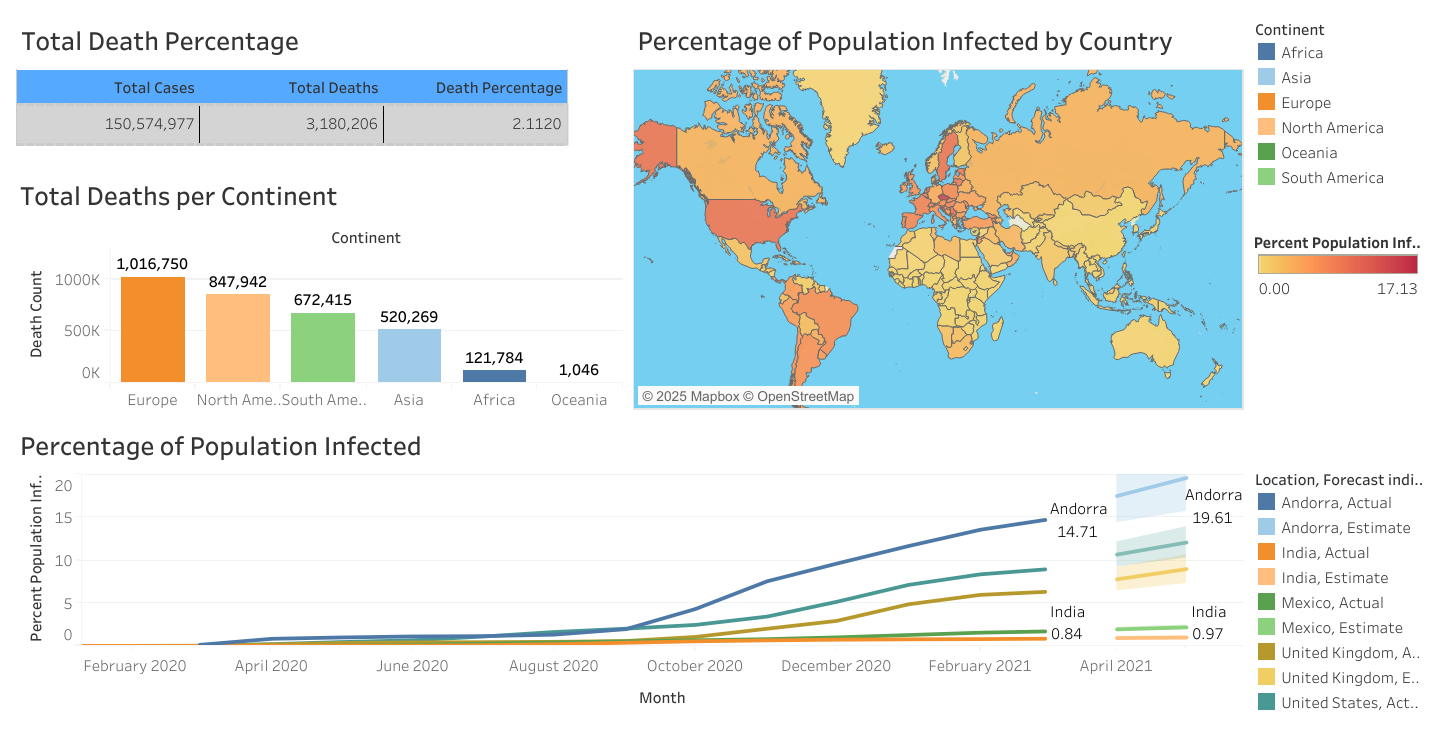 Total Death Percentage
Total Cases Total Deaths Death Percentage
150,574,977 3,180,206 2.1120
Total Deaths per Continent
Continent
Death Count
1000K
500K
0K
1,016,750
847,942
672,415
520,269
121,784
1,046
Europe North Ame.. South Ame.. Asia Africa Oceania
Percentage of Population Infected by Country
© 2025 Mapbox © OpenStreetMap
Continent
Africa
Asia
Europe
North America
Oceania
South America
Percent Population Inf..
0.00 17.13
Percentage of Population Infected
Percent Population Inf..
20
15
10
5
0
Andorra
14.71
Andorra
19.61
India
0.84
India
0.97
February 2020 April 2020 June 2020 August 2020 October 2020 December 2020 February 2021 April 2021
Month
Location, Forecast indi..
Andorra, Actual
Andorra, Estimate
India, Actual
India, Estimate
Mexico, Actual
Mexico, Estimate
United Kingdom, A..
United Kingdom, E..
United States, Act..